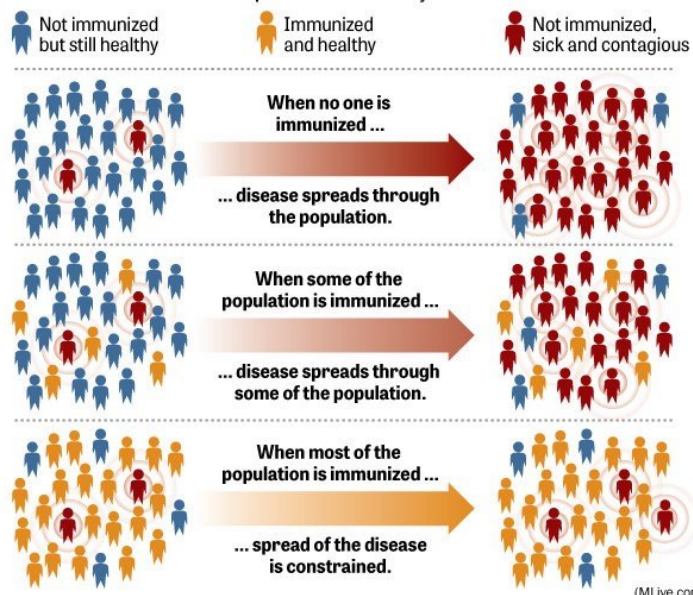 Not immunized
but still healthy
Immunized
and healthy
Not immunized,
sick and contagious
When no one is
immunized ...
... disease spreads through
the population.
When some of the
population is immunized ...
... disease spreads through
some of the population.
When most of the
population is immunized ...
... spread of the disease
is constrained.